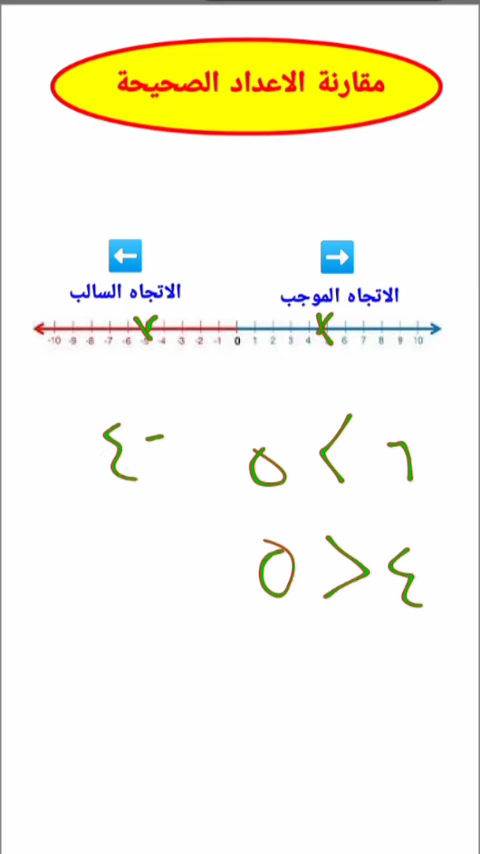 مقارنة الاعداد الصحيحة
الاتجاه الموجب
الاتجاه السالب
-10 -9 -8 -7 -6 -5 -4 -3 -2 -1 0 1 2 3 4 5 6 7 8 9 10
٦ > ٥
-٤
٤ < ٥